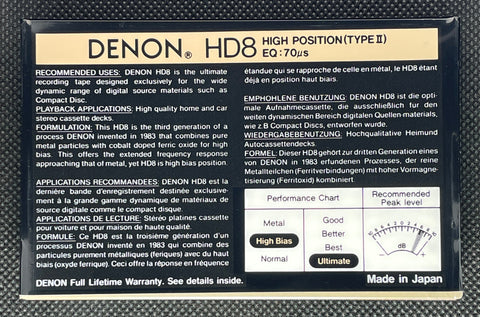 DENON® HD8 HIGH POSITION (TYPE II)
EQ: 70μs
RECOMMENDED USES: DENON HD8 is the ultimate
recording tape designed exclusively for the wide
dynamic range of digital source materials such as
Compact Disc.
PLAYBACK APPLICATIONS: High quality home and car
stereo cassette decks.
FORMULATION: This HD8 is the third generation of a
process DENON invented in 1983 that combines pure
metal particles with cobalt doped ferric oxide for high
bias. This offers the extended frequency response
approaching that of metal, yet HD8 is high bias position.
APPLICATIONS RECOMMANDEES: DENON HD8 est la
dernière bande d'enregistrement destinée exclusive-
ment à la grande gamme dynamique de matériaux de
source digitale comme le compact disque
APPLICATIONS DE LECTURE: Stéréo platines cassette
pour voiture et pour maison de haute qualité.
FORMULE: Ce HD8 est la troisième génération d'un
processus DENON inventé en 1983 qui combine des
particules purement métalliques (feriques) avec du haut
biais (oxyde ferrique). Ceci offre la réponse en fréquence
étendue qui se rapproche de celle en métal, le HD8 étant
déjà en position haut biais.
EMPHOLENE BENUTZUNG: DENON HD8 ist die opti-
male Aufnahmecassette, die ausschließlich für den
weiten dynamischen Bereich digitalen Quellen-materials,
wie z.B Compact Discs, entworfen wurde.
WIEDERGABEBENUTZUNG: Hochqualitative Heimund
Autocassettendecks.
FORMEL: Dieser HD8 gehört zur dritten Generation eines
von DENON in 1983 erfundenen Prozesses, der reine
Metallteilchen (Ferritverbindungen) mit hoher Vormagne-
tisierung (Ferritoxid) kombiniert.
Performance Chart
Metal
High Bias
Normal
Good
Better
Best
Ultimate
Recommended
Peak level
dB
DENON Full Lifetime Warranty. See details inside.
Made in Japan